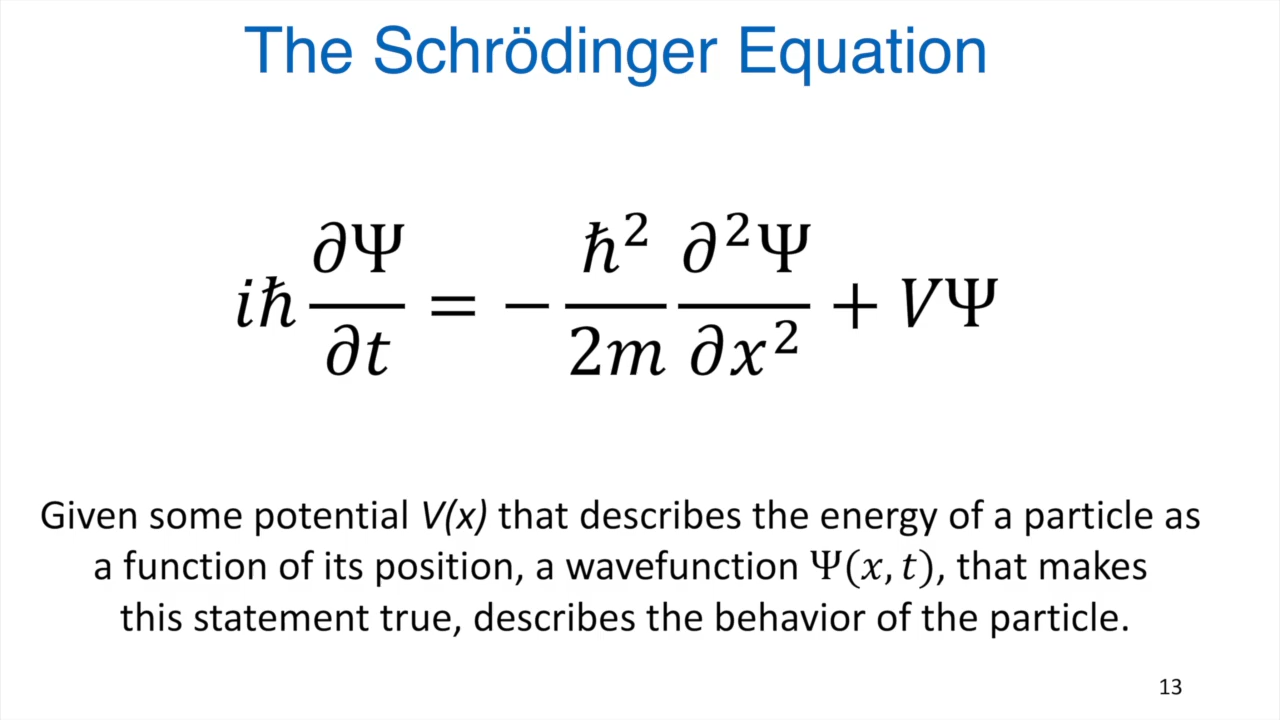 The Schrödinger Equation
iħ ∂Ψ/∂t = − ħ²/2m ∂²Ψ/∂x² + VΨ
Given some potential V(x) that describes the energy of a particle as
a function of its position, a wavefunction Ψ(x, t), that makes
this statement true, describes the behavior of the particle.
13